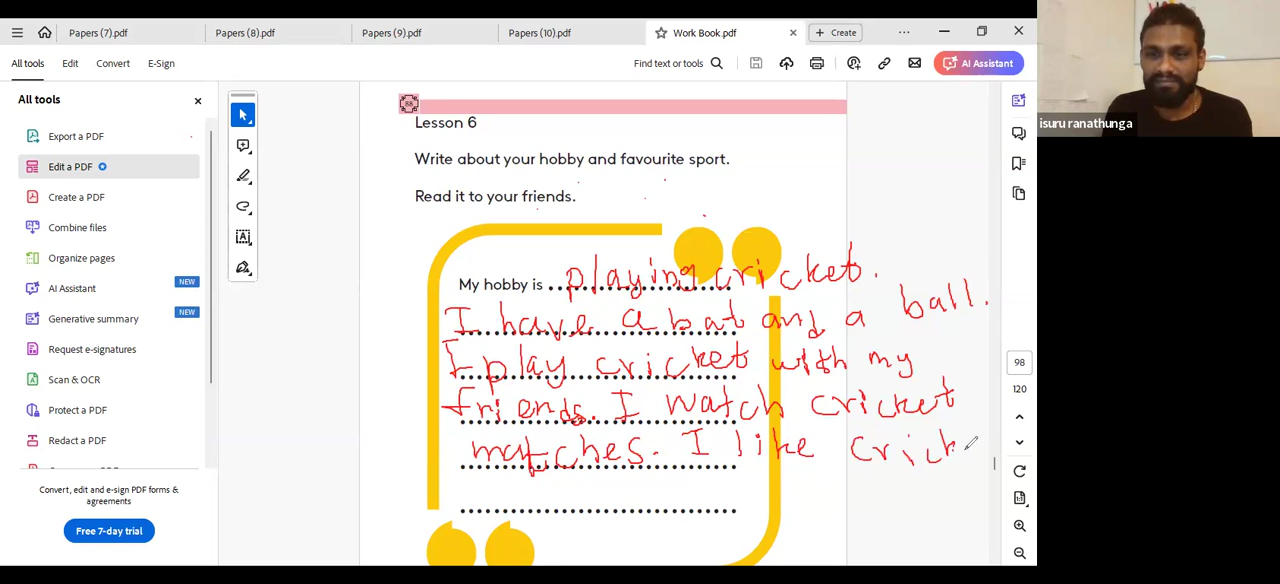 Papers (7).pdf
Papers (8).pdf
Papers (9).pdf
Papers (10).pdf
Work Book.pdf
Create
All tools
Edit
Convert
E-Sign
Find text or tools
AI Assistant
isuru ranathunga
All tools
Export a PDF
Edit a PDF
Create a PDF
Combine files
Organize pages
AI Assistant NEW
Generative summary NEW
Request e-signatures
Scan & OCR
Protect a PDF
Redact a PDF
Convert, edit and e-sign PDF forms &
agreements
Free 7-day trial
88
Lesson 6
Write about your hobby and favourite sport.
Read it to your friends.
My hobby is playing cricket.
I have a bat and a ball.
I play cricket with my
friends. I watch cricket
matches. I like crick
98
120